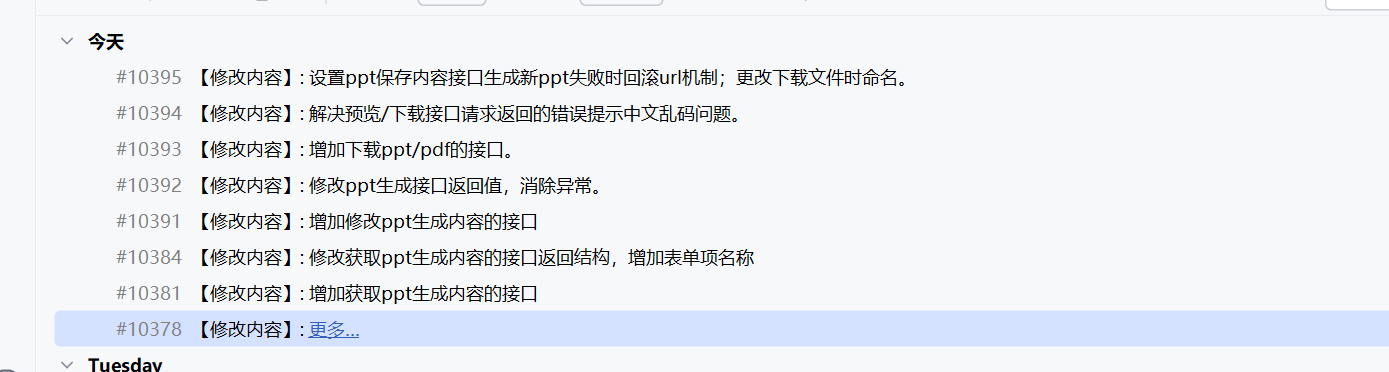 今天
#10395 【修改内容】: 设置ppt保存内容接口生成新ppt失败时回滚url机制；更改下载文件时命名。
#10394 【修改内容】: 解决预览/下载接口请求返回的错误提示中文乱码问题。
#10393 【修改内容】: 增加下载ppt/pdf的接口。
#10392 【修改内容】: 修改ppt生成接口返回值，消除异常。
#10391 【修改内容】: 增加修改ppt生成内容的接口
#10384 【修改内容】: 修改获取ppt生成内容的接口返回结构，增加表单项名称
#10381 【修改内容】: 增加获取ppt生成内容的接口
#10378 【修改内容】: 更多...
Tuesday